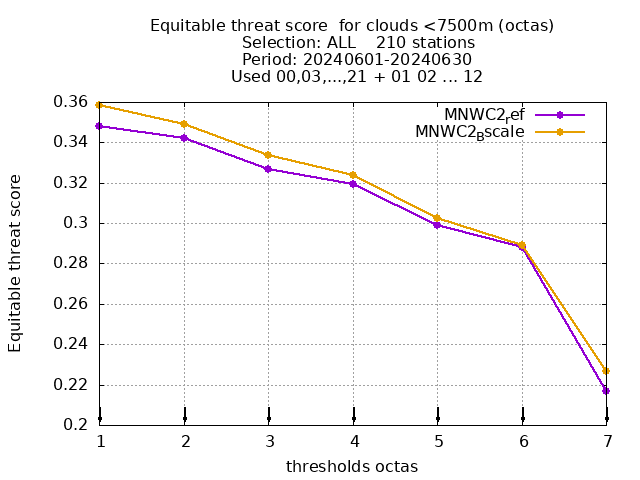 Equitable threat score  for clouds <7500m (octas)
Selection: ALL    210 stations
Period: 20240601-20240630
Used 00,03,...,21 + 01 02 ... 12
0.36
MNWC2ref
MNWC2Bscale
0.34
0.32
0.3
0.28
0.26
0.24
0.22
0.2
Equitable threat score
1 2 3 4 5 6 7
thresholds octas